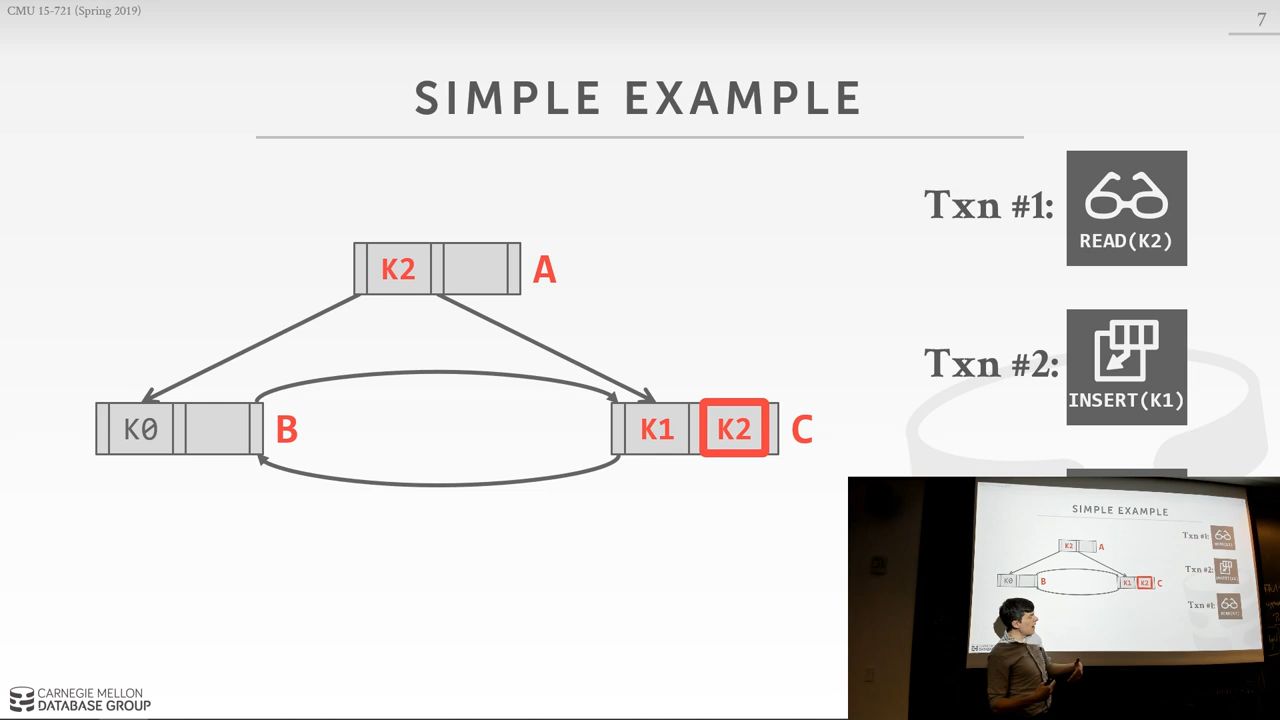 CMU 15-721 (Spring 2019)
7
SIMPLE EXAMPLE
Txn #1:
READ(K2)
K2
A
Txn #2:
INSERT(K1)
K0
B
K1
K2
C
SIMPLE EXAMPLE
Txn #1:
K2
A
Txn #2:
K0
B
K1
K2
C
Txn #1:
CARNEGIE MELLON
DATABASE GROUP